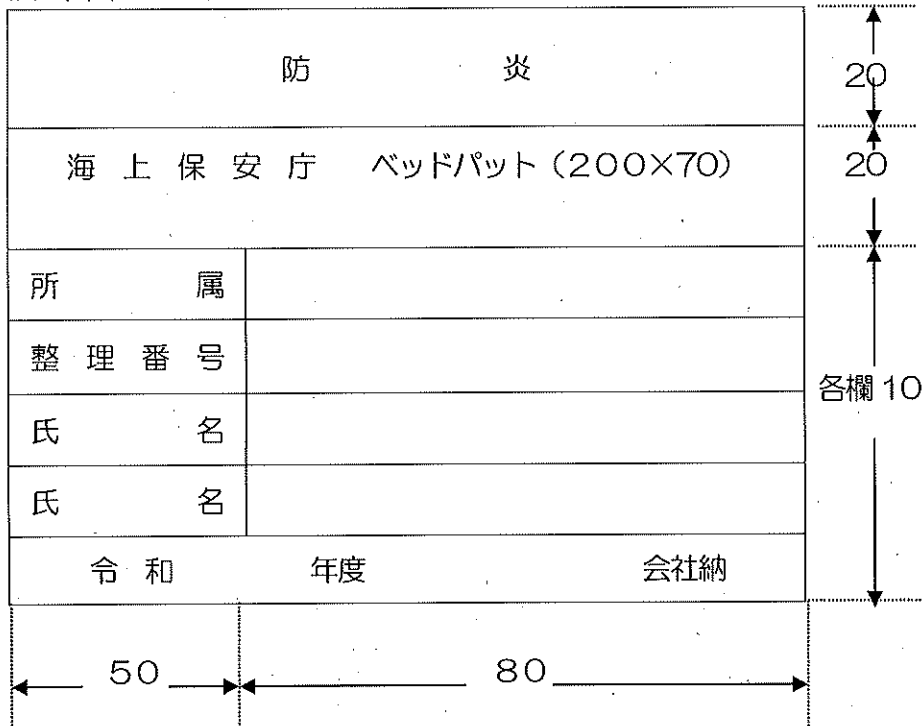 防 炎
20
海上保安庁 ベッドパット(200×70)
20
所 属
整理番号
各欄10
氏 名
氏 名
令和 年度 会社納
50
80